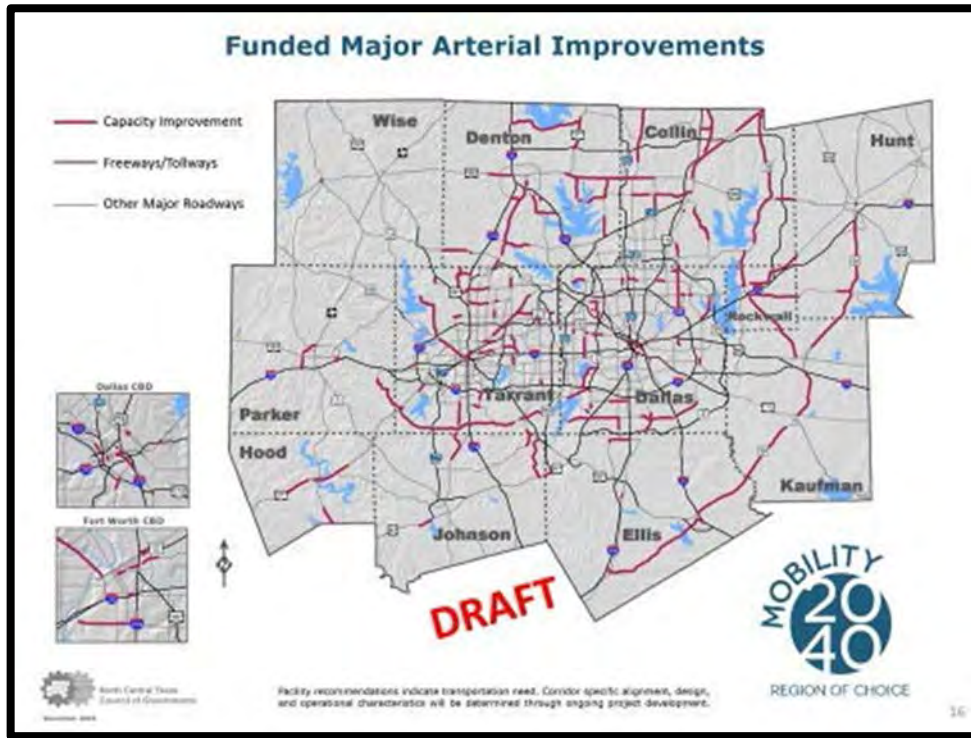 Funded Major Arterial Improvements
Capacity Improvement
Freeways/Tollways
Other Major Roadways
Wise
Denton
Collin
Hunt
Rockwall
Parker
Tarrant
Dallas
Hood
Johnson
Ellis
Kaufman
Dallas CBD
Fort Worth CBD
DRAFT
MOBILITY
20
40
REGION OF CHOICE
North Central Texas
Council of Governments
Facility recommendations indicate transportation need. Corridor specific alignment, design,
and operational characteristics will be determined through ongoing project development.
16